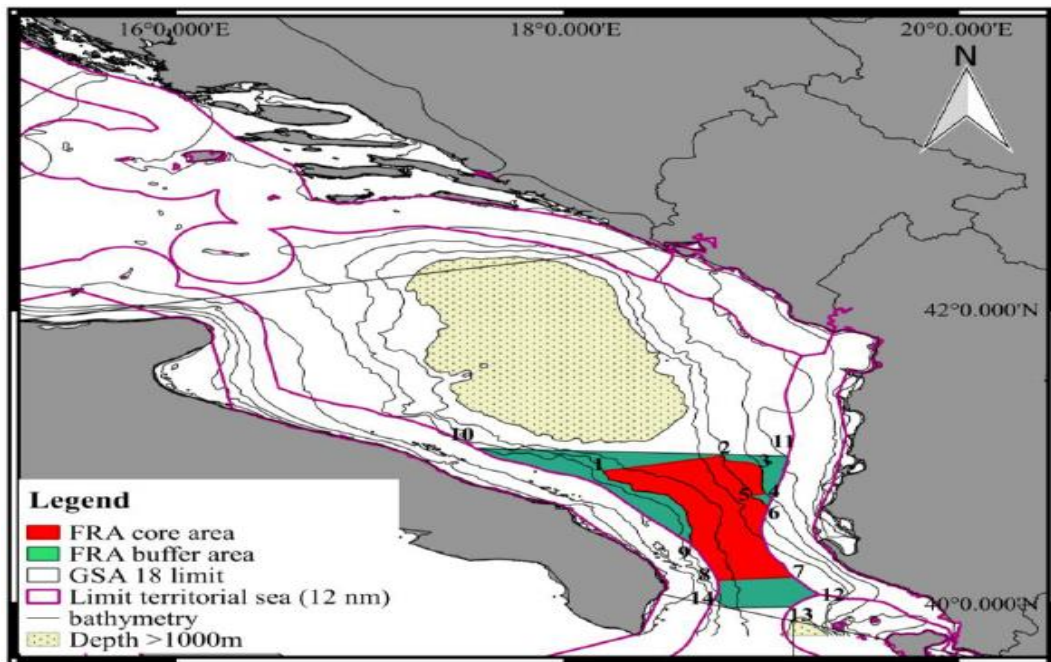 16°0.000'E 18°0.000'E 20°0.000'E
N
42°0.000'N
10 2 11
1 3
5 4
6
9
8 7
14 12
13
40°0.000'N
Legend
FRA core area
FRA buffer area
GSA 18 limit
Limit territorial sea (12 nm)
bathymetry
Depth >1000m